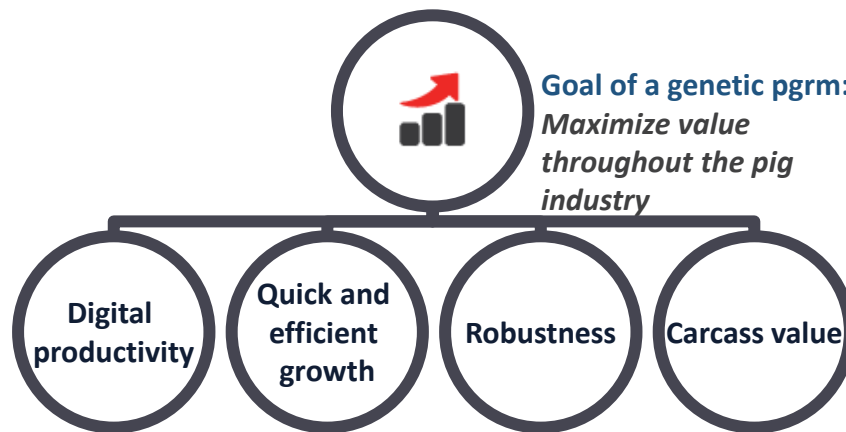 Goal of a genetic pgrm:
Maximize value
throughout the pig
industry
Digital
productivity
Quick and
efficient
growth
Robustness
Carcass value